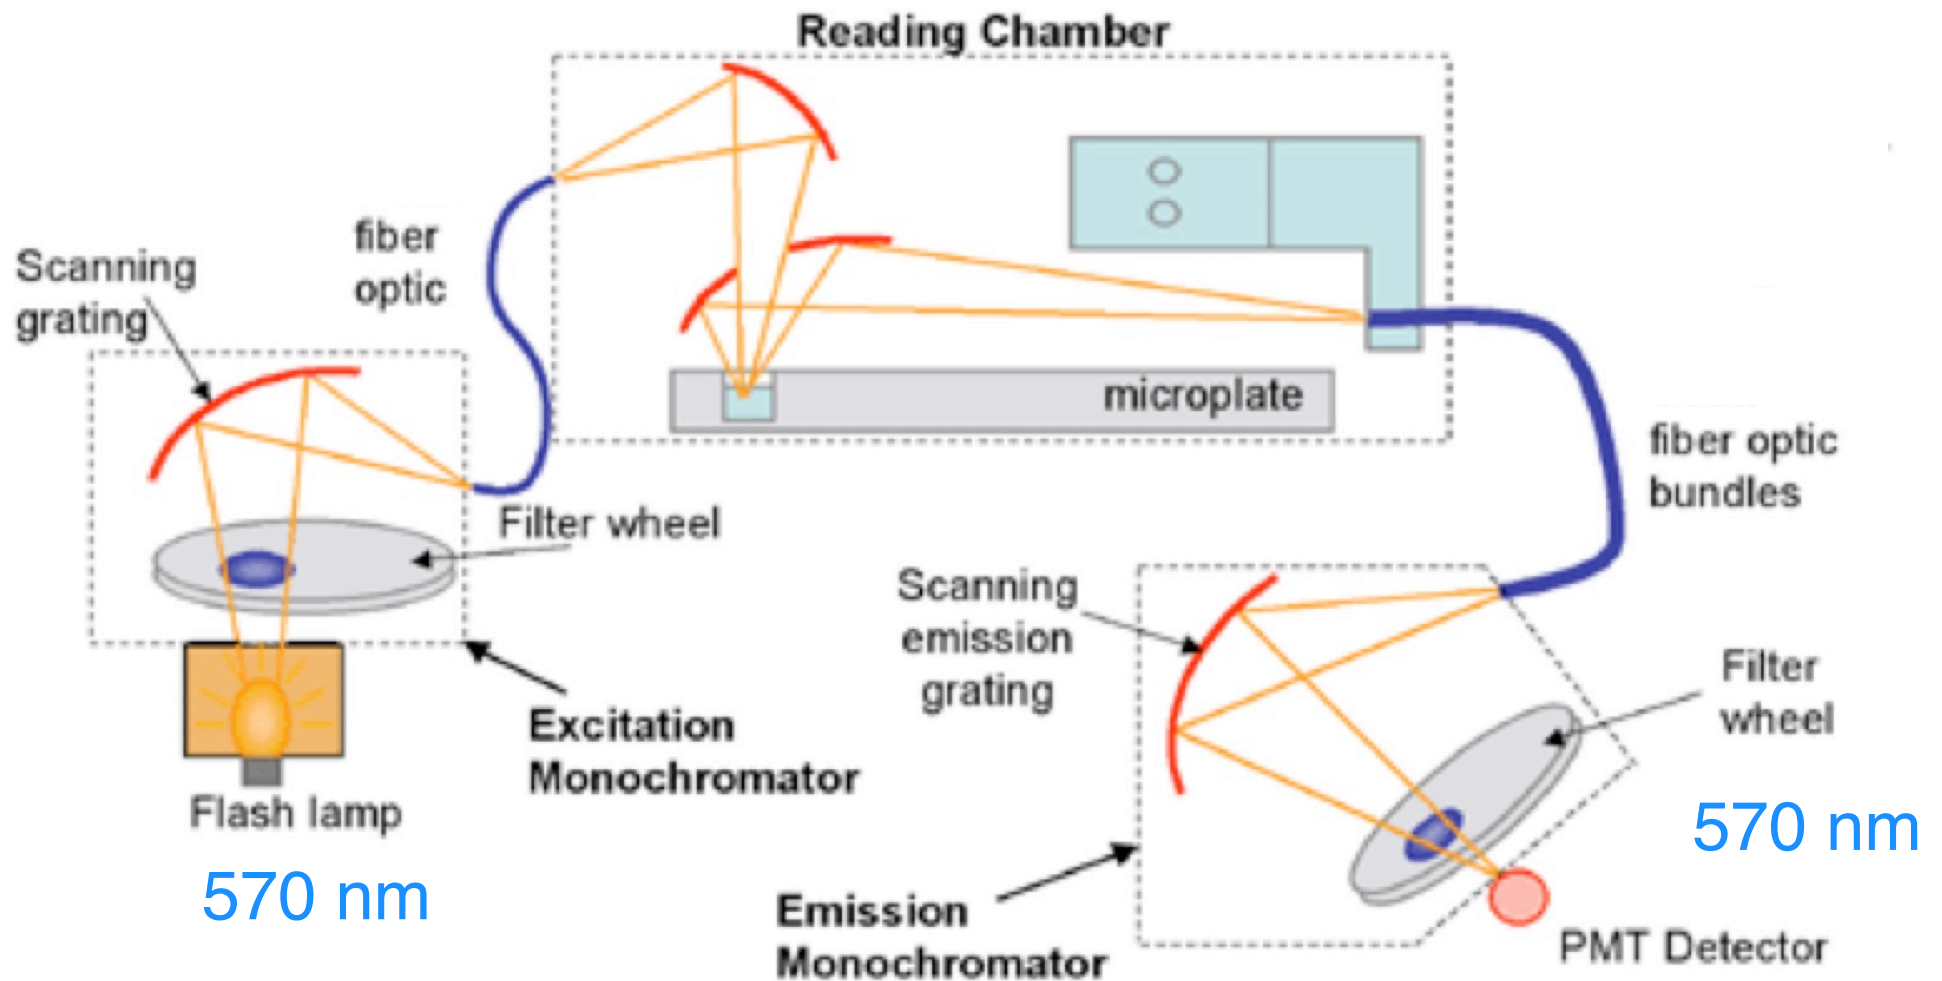 Reading Chamber
fiber
optic
Scanning
grating
microplate
fiber optic
bundles
Filter wheel
Scanning
emission
grating
Filter
wheel
Excitation
Monochromator
Flash lamp
570 nm
570 nm
Emission
Monochromator
PMT Detector